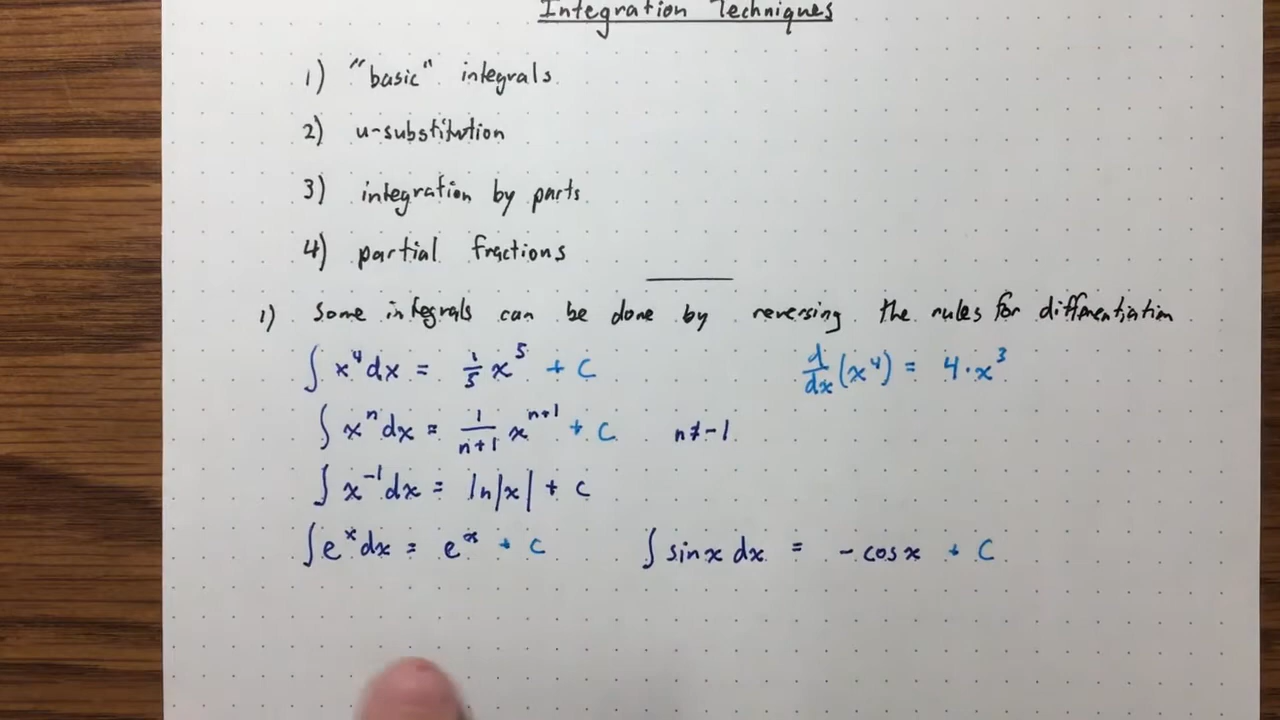 Integration Techniques
1) "basic" integrals.
2) u-substitution
3) integration by parts.
4) partial fractions
1) Some integrals can be done by reversing the rules for differentiation
∫ x⁴ dx = 1/5 x⁵ + C d/dx (x⁴) = 4·x³
∫ xⁿ dx = 1/(n+1) xⁿ⁺¹ + C n≠-1
∫ x⁻¹ dx = ln|x| + C
∫ eˣ dx = eˣ + C ∫ sinx dx = -cosx + C